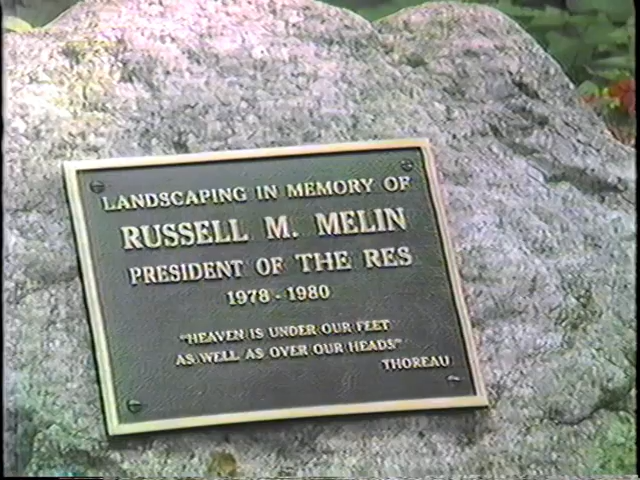 LANDSCAPING IN MEMORY OF
RUSSELL M. MELIN
PRESIDENT OF THE RES
1978 - 1980
"HEAVEN IS UNDER OUR FEET
AS WELL AS OVER OUR HEADS"
THOREAU